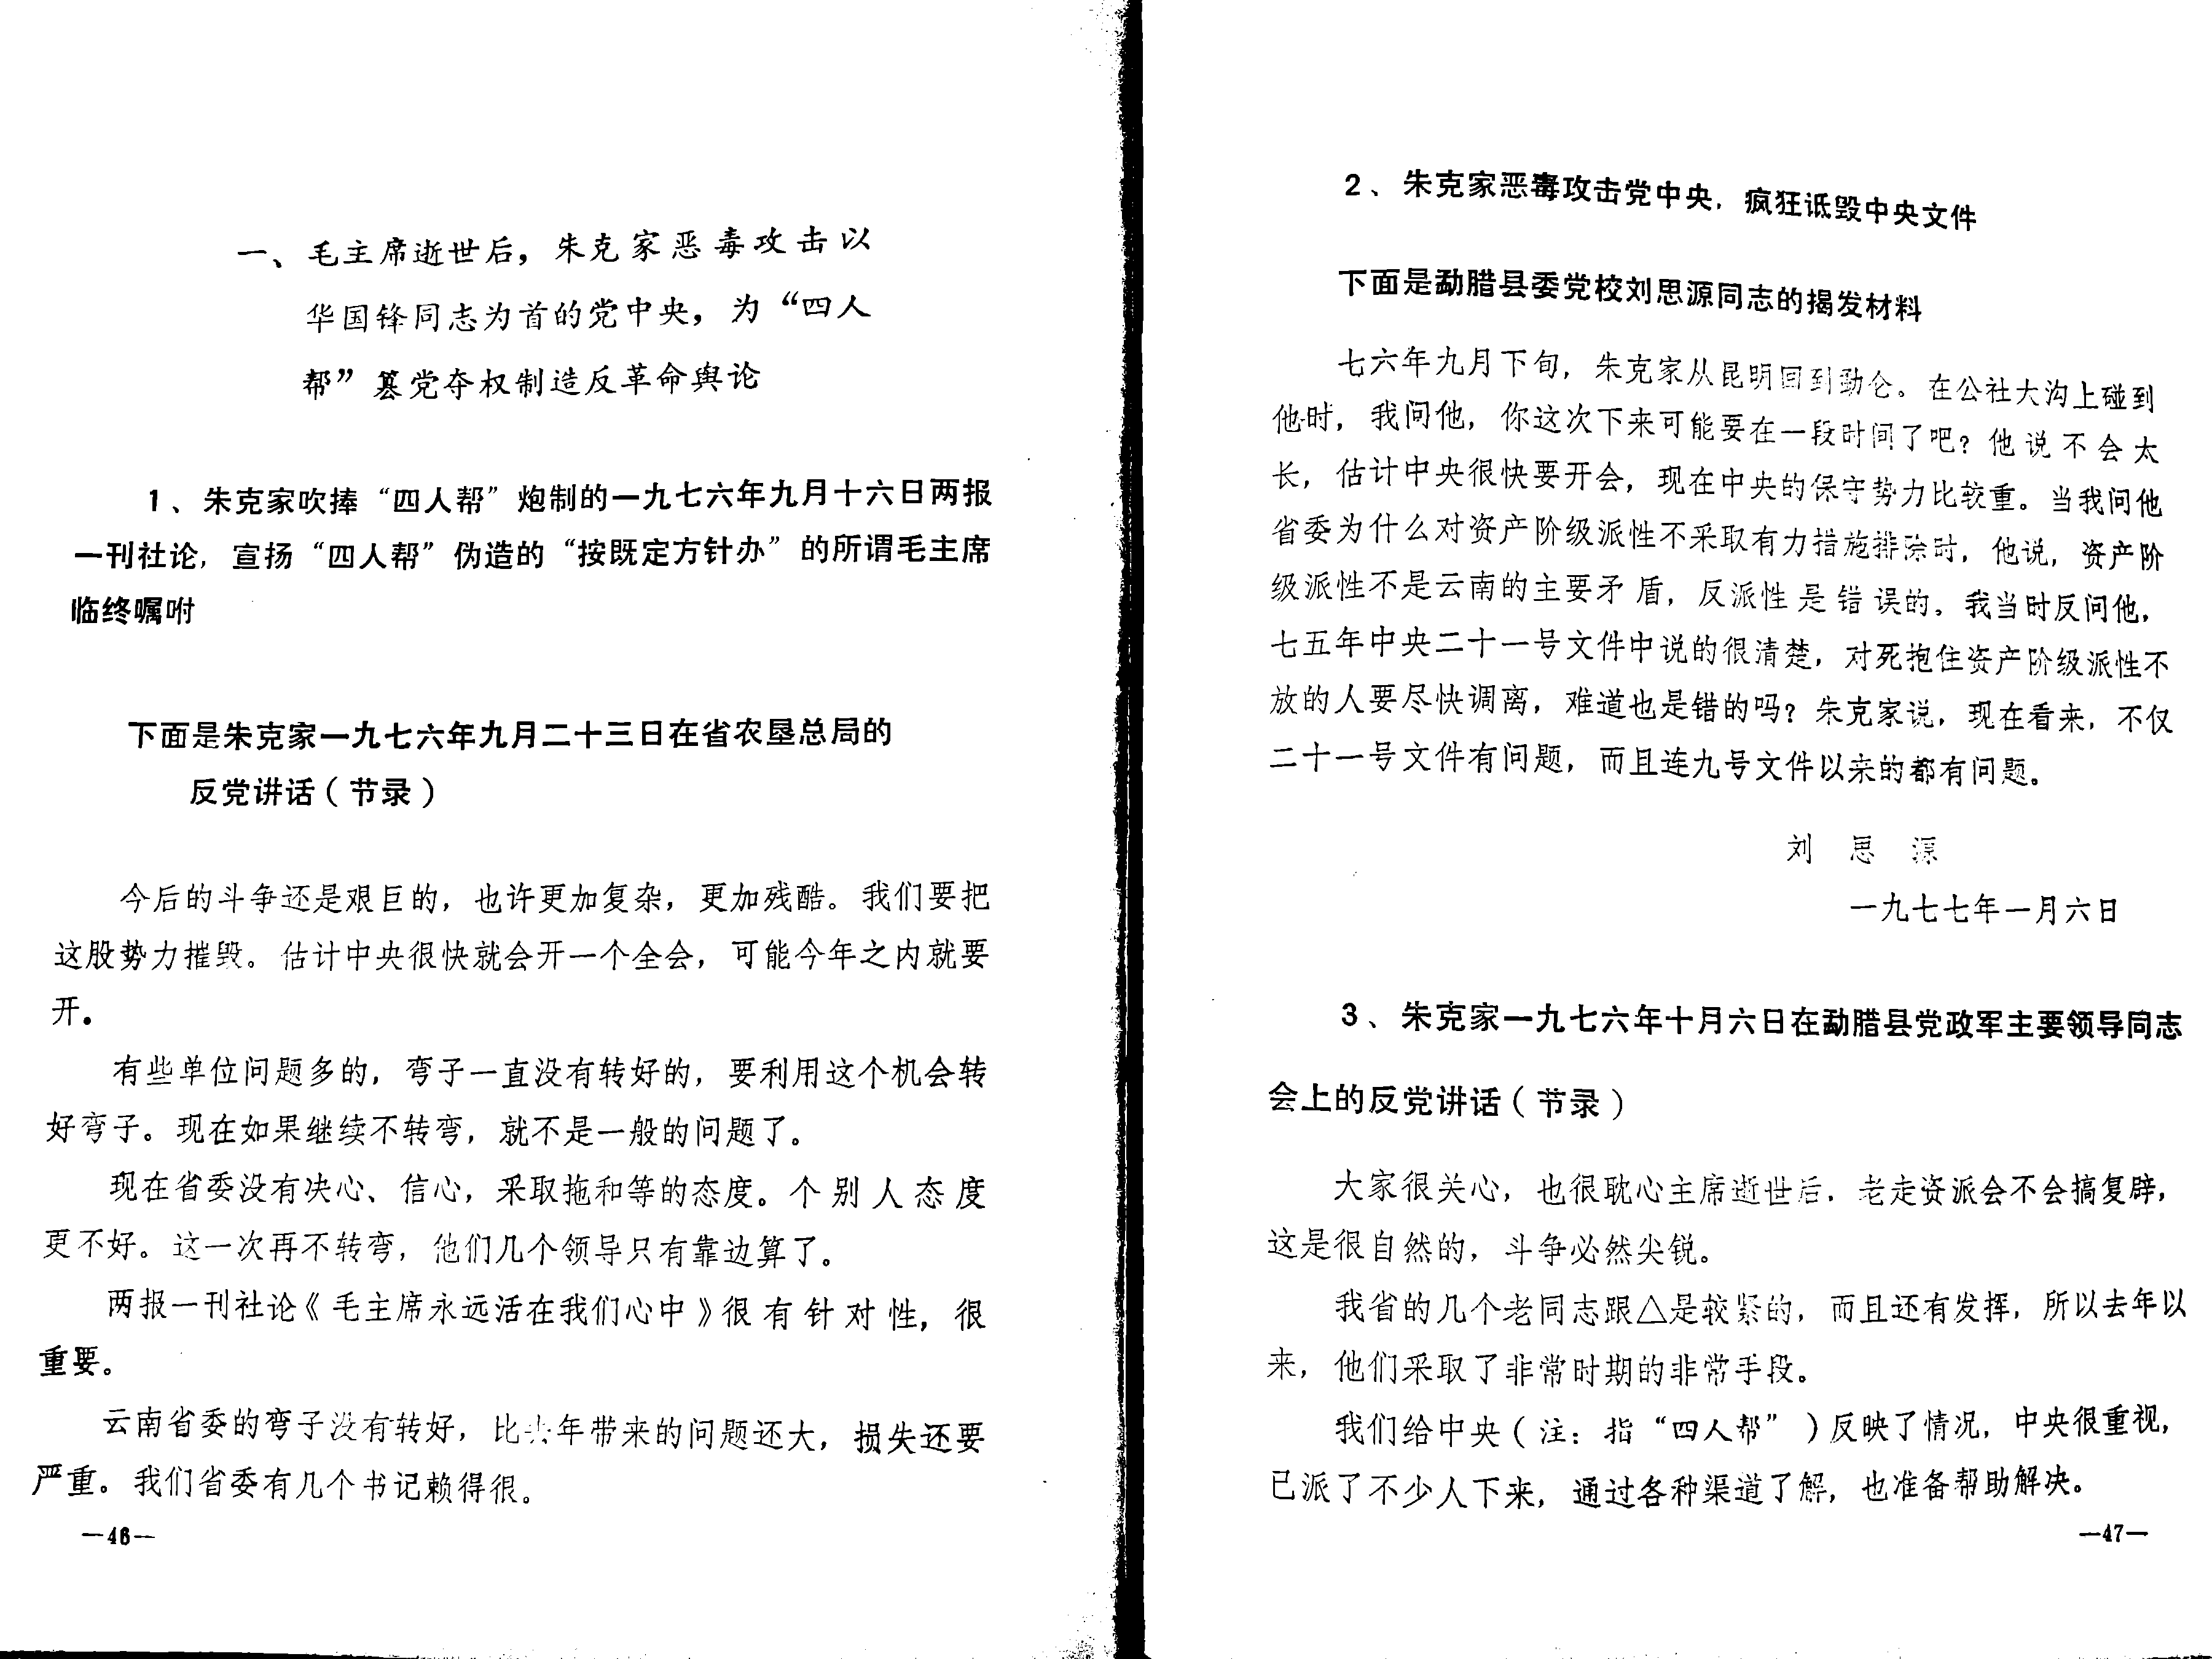 一、毛主席逝世后，朱克家恶毒攻击以
华国锋同志为首的党中央，为“四人
帮”篡党夺权制造反革命舆论
1、朱克家吹捧“四人帮”炮制的一九七六年九月十六日两报
一刊社论，宣扬“四人帮”伪造的“按既定方针办”的所谓毛主席
临终嘱咐
下面是朱克家一九七六年九月二十三日在省农垦总局的
反党讲话（节录）
今后的斗争还是艰巨的，也许更加复杂，更加残酷。我们要把
这股势力摧毁。估计中央很快就会开一个全会，可能今年之内就要
开。
有些单位问题多的，弯子一直没有转好的，要利用这个机会转
好弯子。现在如果继续不转弯，就不是一般的问题了。
现在省委没有决心、信心，采取拖和等的态度。个别人态度
更不好。这一次再不转弯，他们几个领导只有靠边算了。
两报一刊社论《毛主席永远活在我们心中》很有针对性，很
重要。
云南省委的弯子没有转好，比去年带来的问题还大，损失还要
严重。我们省委有几个书记赖得很。
—46—
2、朱克家恶毒攻击党中央，疯狂诋毁中央文件
下面是勐腊县委党校刘思源同志的揭发材料
七六年九月下旬，朱克家从昆明回到勐仑。在公社大沟上碰到
他时，我问他，你这次下来可能要在一段时间了吧？他说不会太
长，估计中央很快要开会，现在中央的保守势力比较重。当我问他
省委为什么对资产阶级派性不采取有力措施排除时，他说，资产阶
级派性不是云南的主要矛盾，反派性是错误的。我当时反问他，
七五年中央二十一号文件中说的很清楚，对死抱住资产阶级派性不
放的人要尽快调离，难道也是错的吗？朱克家说，现在看来，不仅
二十一号文件有问题，而且连九号文件以来的都有问题。
刘思源
一九七七年一月六日
3、朱克家一九七六年十月六日在勐腊县党政军主要领导同志
会上的反党讲话（节录）
大家很关心，也很耽心主席逝世后，老走资派会不会搞复辟，
这是很自然的，斗争必然尖锐。
我省的几个老同志跟△是较紧的，而且还有发挥，所以去年以
来，他们采取了非常时期的非常手段。
我们给中央（注：指“四人帮”）反映了情况，中央很重视，
已派了不少人下来，通过各种渠道了解，也准备帮助解决。
—47—